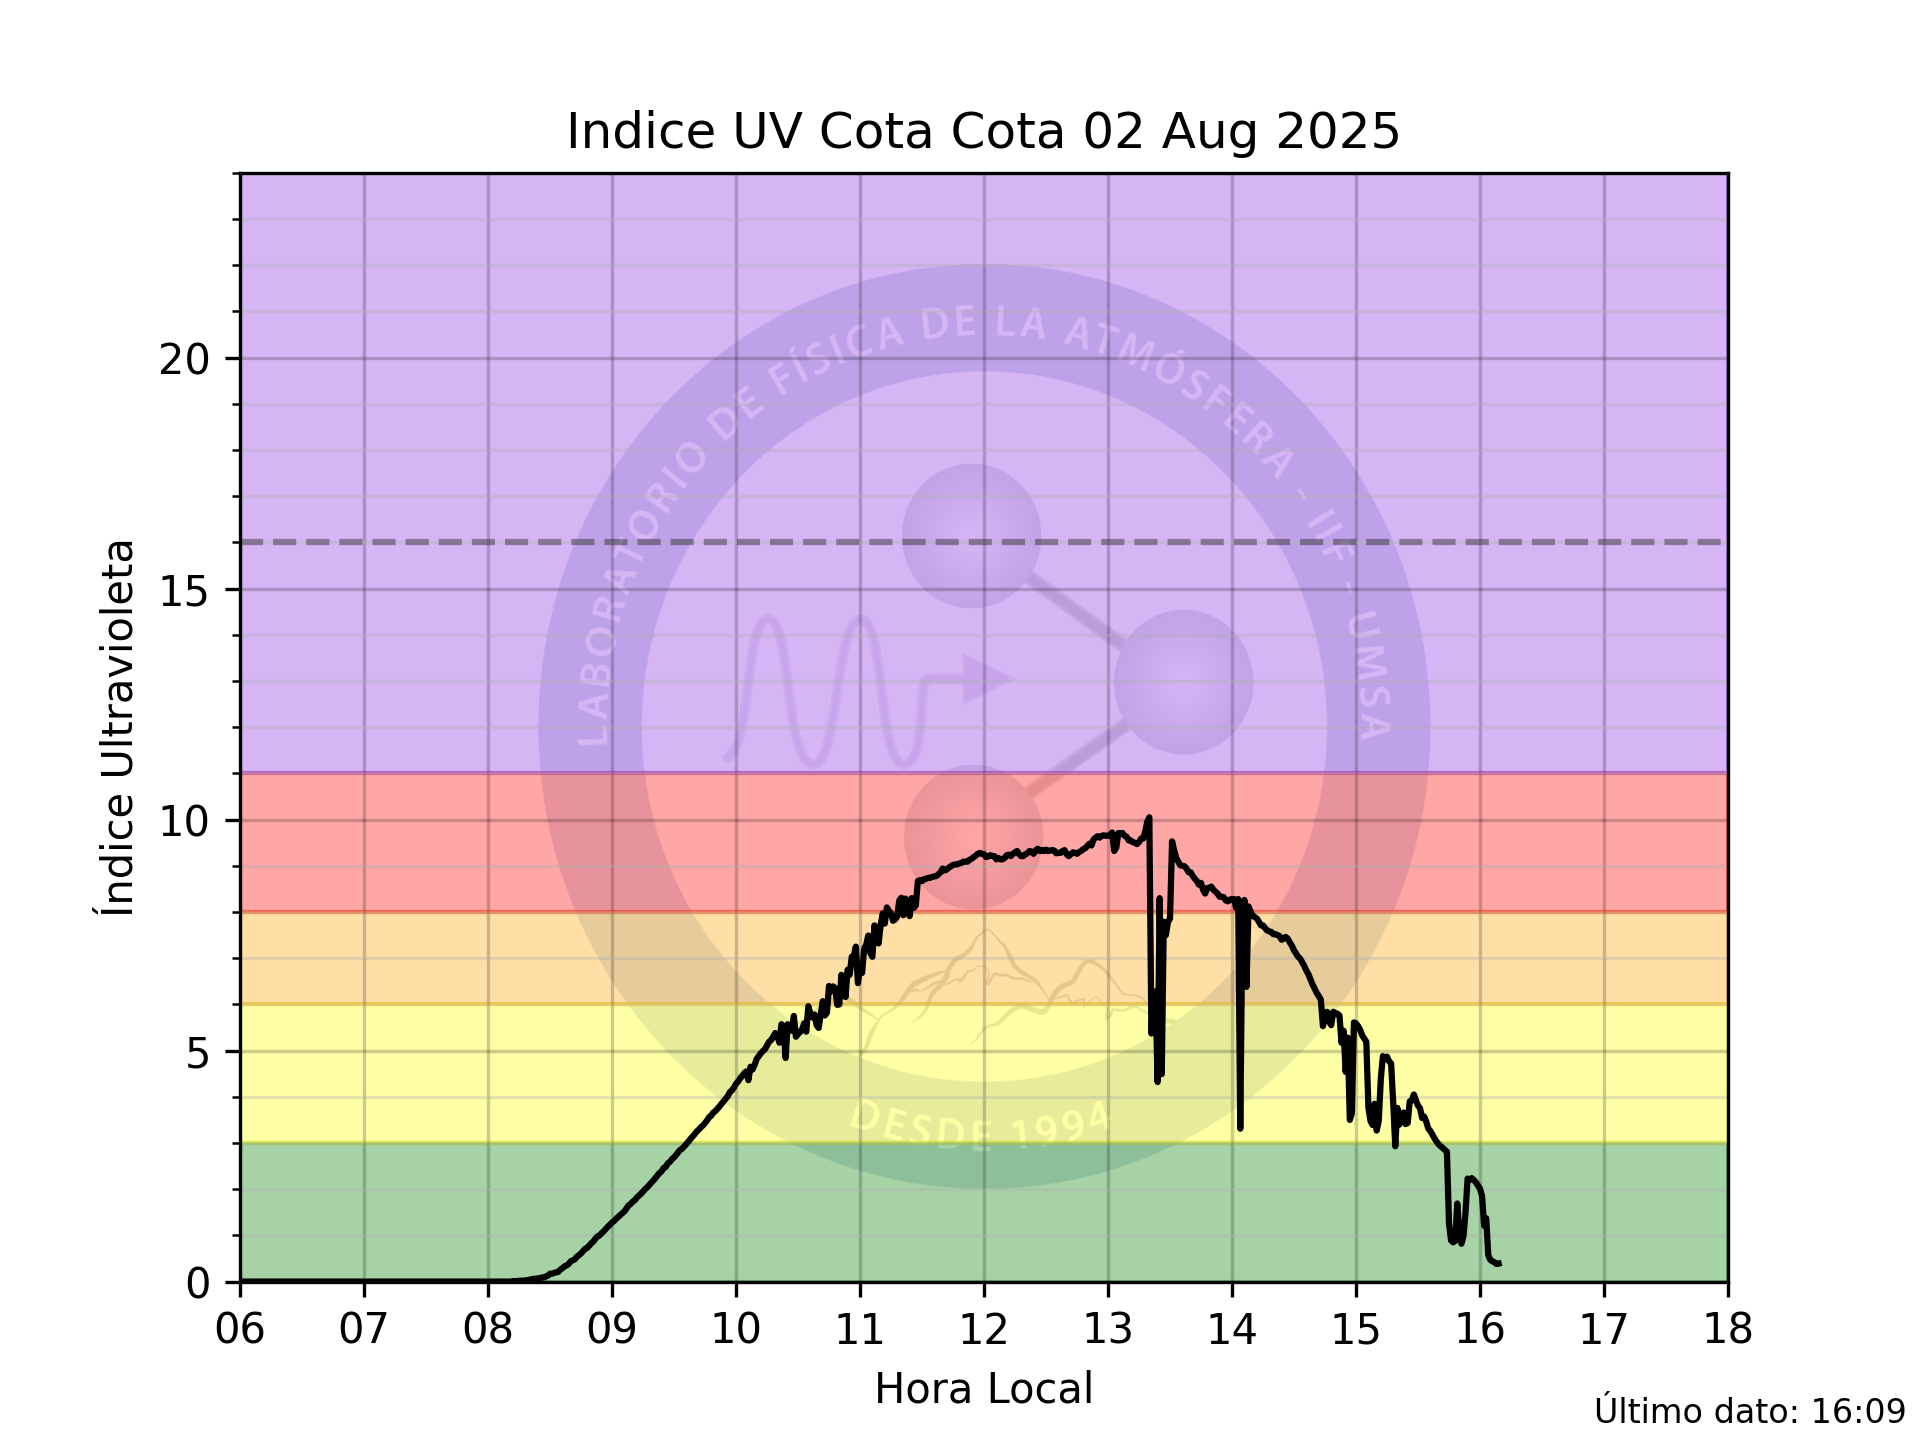 Indice UV Cota Cota 02 Aug 2025
Índice Ultravioleta
20
15
10
5
0
LABORATORIO DE FÍSICA DE LA ATMÓSFERA - IIF - UMSA
DESDE 1994
06 07 08 09 10 11 12 13 14 15 16 17 18
Hora Local
Último dato: 16:09